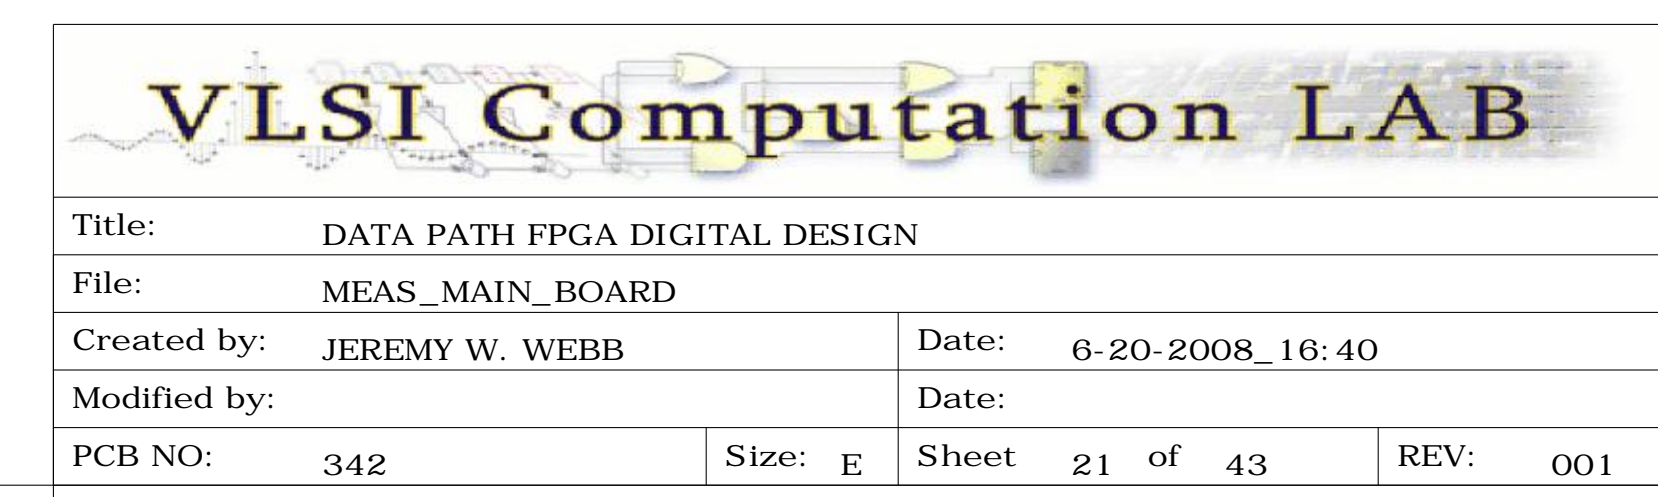 VLSI Computation LAB
Title: DATA PATH FPGA DIGITAL DESIGN
File: MEAS_MAIN_BOARD
Created by: JEREMY W. WEBB Date: 6-20-2008_16:40
Modified by: Date:
PCB NO: 342 Size: E Sheet 21 of 43 REV: 001